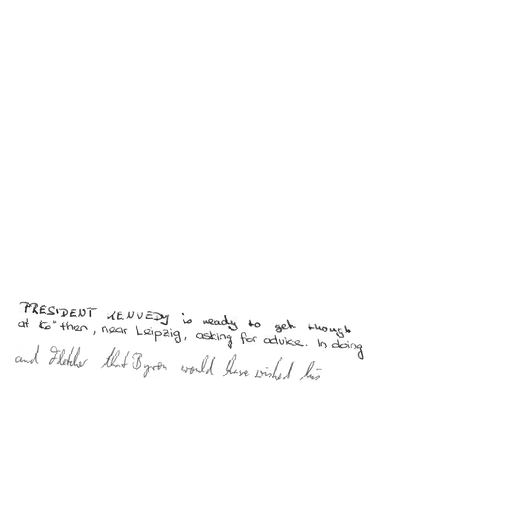 PRESIDENT KENNEDY is ready to get though
at Kö"then, near Leipzig, asking for advice. In doing
and Fletcher that Byron would have wished his